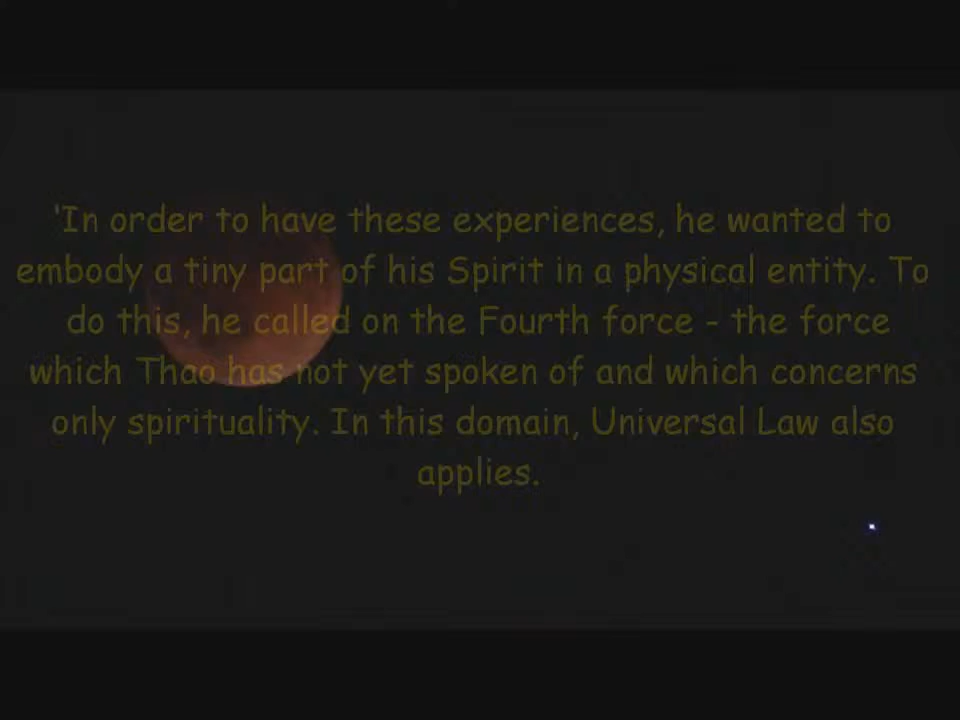 ‘In order to have these experiences, he wanted to
embody a tiny part of his Spirit in a physical entity. To
do this, he called on the Fourth force - the force
which Thao has not yet spoken of and which concerns
only spirituality. In this domain, Universal Law also
applies.